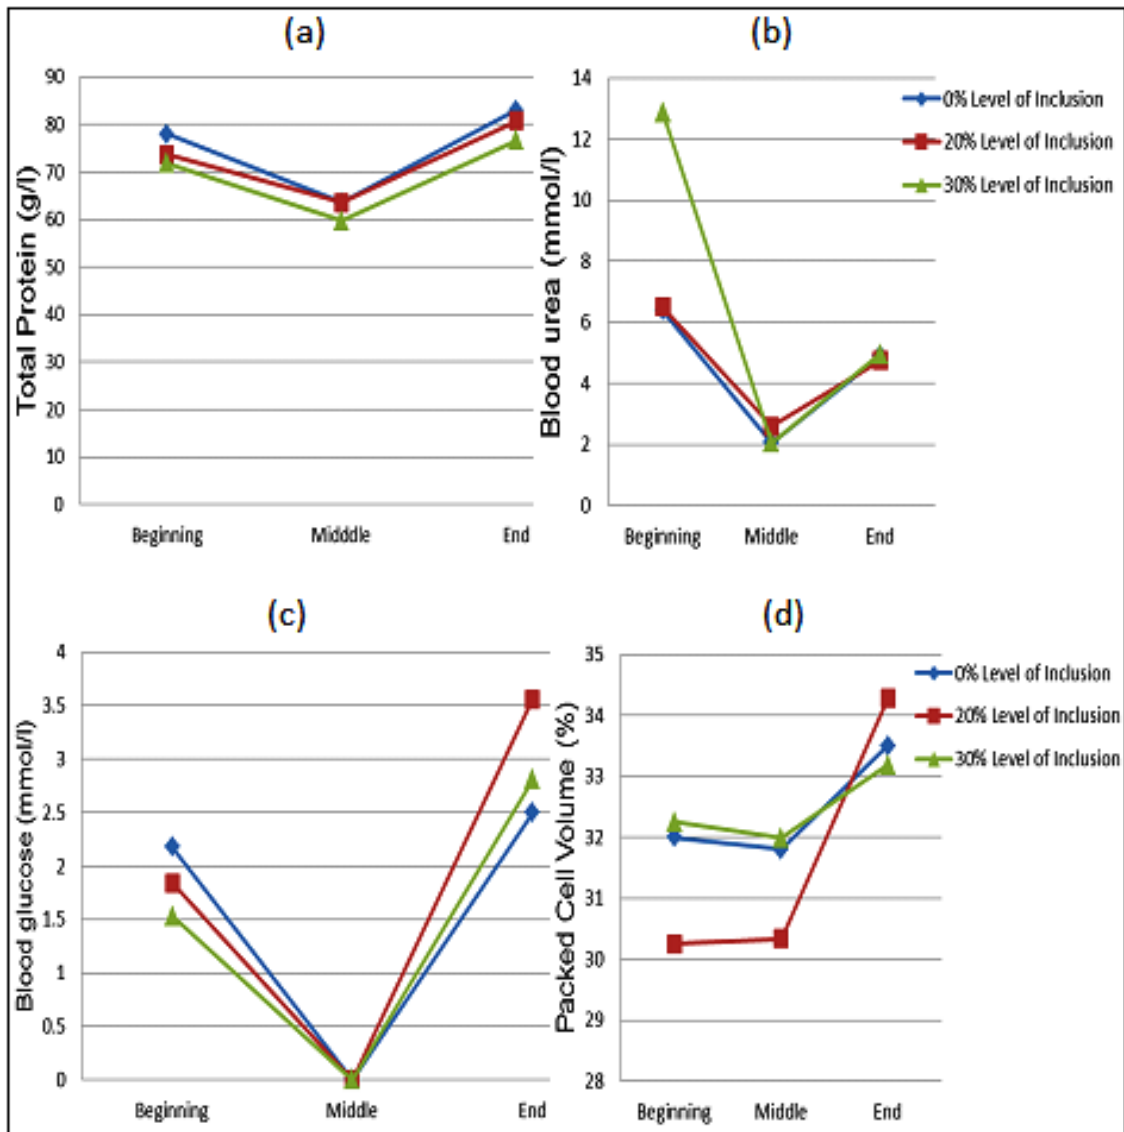 (a)
Total Protein (g/l)
90
80
70
60
50
40
30
20
10
0
Beginning Midddle End
(b)
Blood urea (mmol/l)
14
12
10
8
6
4
2
0
Beginning Middle End
0% Level of Inclusion
20% Level of Inclusion
30% Level of Inclusion
(c)
Blood glucose (mmol/l)
4
3.5
3
2.5
2
1.5
1
0.5
0
Beginning Middle End
(d)
Packed Cell Volume (%)
35
34
33
32
31
30
29
28
Beginning Middle End
0% Level of Inclusion
20% Level of Inclusion
30% Level of Inclusion